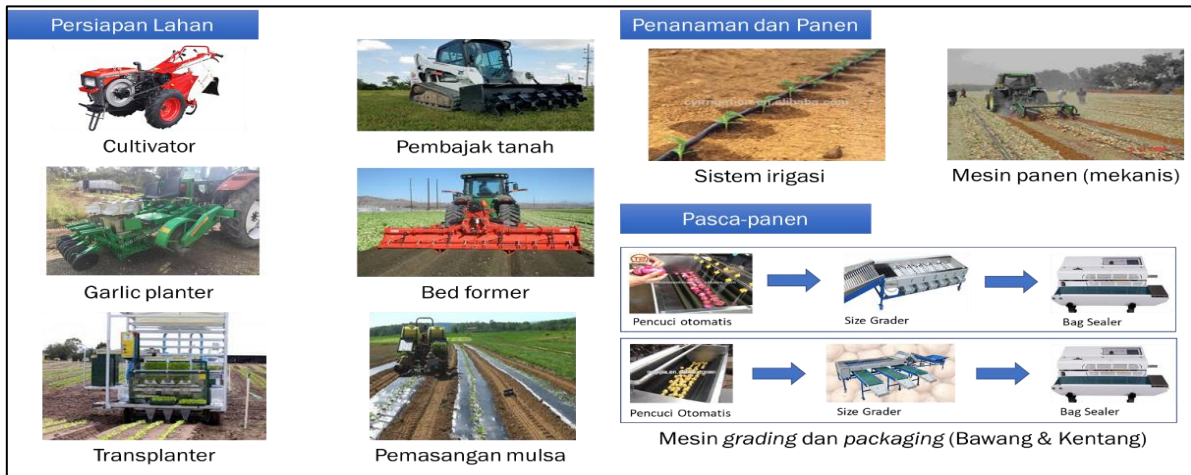 Persiapan Lahan
Cultivator
Pembajak tanah
Garlic planter
Bed former
Transplanter
Pemasangan mulsa
Penanaman dan Panen
Sistem irigasi
Mesin panen (mekanis)
Pasca-panen
Pencuci otomatis
Size Grader
Bag Sealer
Pencuci Otomatis
Size Grader
Bag Sealer
Mesin grading dan packaging (Bawang & Kentang)